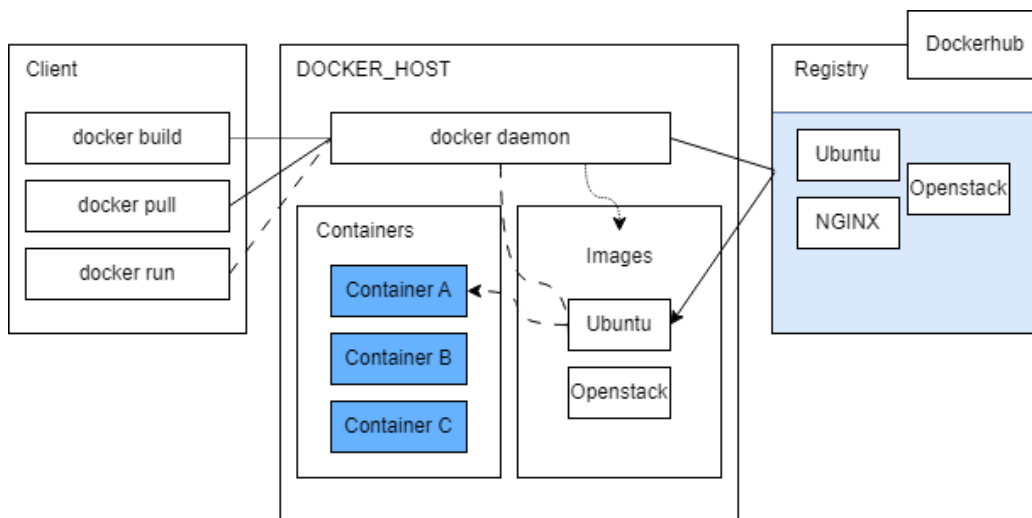 Client
docker build
docker pull
docker run
DOCKER_HOST
docker daemon
Containers
Container A
Container B
Container C
Images
Ubuntu
Openstack
Registry
Dockerhub
Ubuntu
Openstack
NGINX